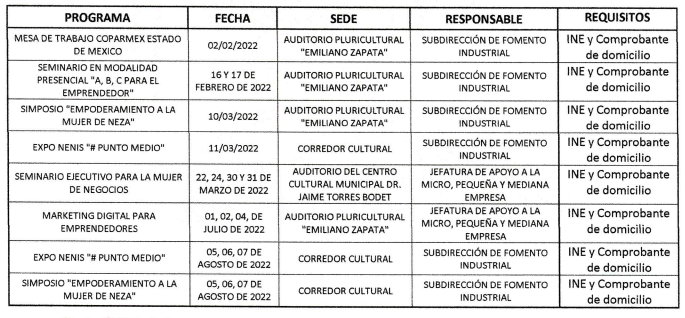 PROGRAMA FECHA SEDE RESPONSABLE REQUISITOS
MESA DE TRABAJO COPARMEX ESTADO
DE MEXICO
02/02/2022
AUDITORIO PLURICULTURAL
"EMILIANO ZAPATA"
SUBDIRECCIÓN DE FOMENTO
INDUSTRIAL
INE y Comprobante
de domicilio
SEMINARIO EN MODALIDAD
PRESENCIAL "A, B, C PARA EL
EMPRENDEDOR"
16 Y 17 DE
FEBRERO DE 2022
AUDITORIO PLURICULTURAL
"EMILIANO ZAPATA"
SUBDIRECCIÓN DE FOMENTO
INDUSTRIAL
INE y Comprobante
de domicilio
SIMPOSIO "EMPODERAMIENTO A LA
MUJER DE NEZA"
10/03/2022
AUDITORIO PLURICULTURAL
"EMILIANO ZAPATA"
SUBDIRECCIÓN DE FOMENTO
INDUSTRIAL
INE y Comprobante
de domicilio
EXPO NENIS "# PUNTO MEDIO"
11/03/2022
CORREDOR CULTURAL
SUBDIRECCIÓN DE FOMENTO
INDUSTRIAL
INE y Comprobante
de domicilio
SEMINARIO EJECUTIVO PARA LA MUJER
DE NEGOCIOS
22, 24, 30 Y 31 DE
MARZO DE 2022
AUDITORIO DEL CENTRO
CULTURAL MUNICIPAL DR.
JAIME TORRES BODET
JEFATURA DE APOYO A LA
MICRO, PEQUEÑA Y MEDIANA
EMPRESA
INE y Comprobante
de domicilio
MARKETING DIGITAL PARA
EMPRENDEDORES
01, 02, 04, DE
JULIO DE 2022
AUDITORIO PLURICULTURAL
"EMILIANO ZAPATA"
JEFATURA DE APOYO A LA
MICRO, PEQUEÑA Y MEDIANA
EMPRESA
INE y Comprobante
de domicilio
EXPO NENIS "# PUNTO MEDIO"
05, 06, 07 DE
AGOSTO DE 2022
CORREDOR CULTURAL
SUBDIRECCIÓN DE FOMENTO
INDUSTRIAL
INE y Comprobante
de domicilio
SIMPOSIO "EMPODERAMIENTO A LA
MUJER DE NEZA"
05, 06, 07 DE
AGOSTO DE 2022
CORREDOR CULTURAL
SUBDIRECCIÓN DE FOMENTO
INDUSTRIAL
INE y Comprobante
de domicilio